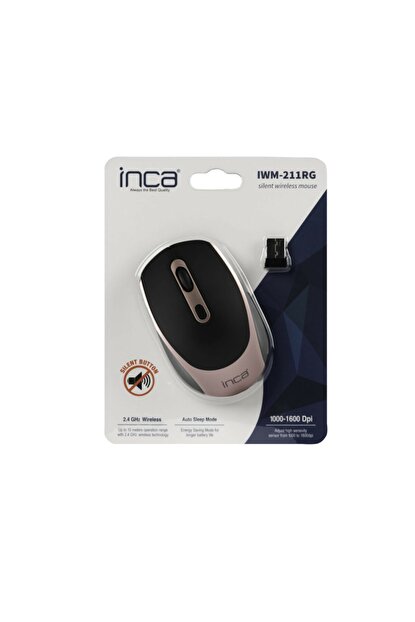 inca
Always the Best Quality
IWM-211RG
silent wireless mouse
SILENT BUTTON
inca
2,4 GHz Wireless
Up to 10 meters operation range
with 2.4 GHz wireless technology
Auto Sleep Mode
Energy Saving Mode for
longer battery life
1000-1600 Dpi
Adjust high sensivity
sensor from 1000 to 1600dpi